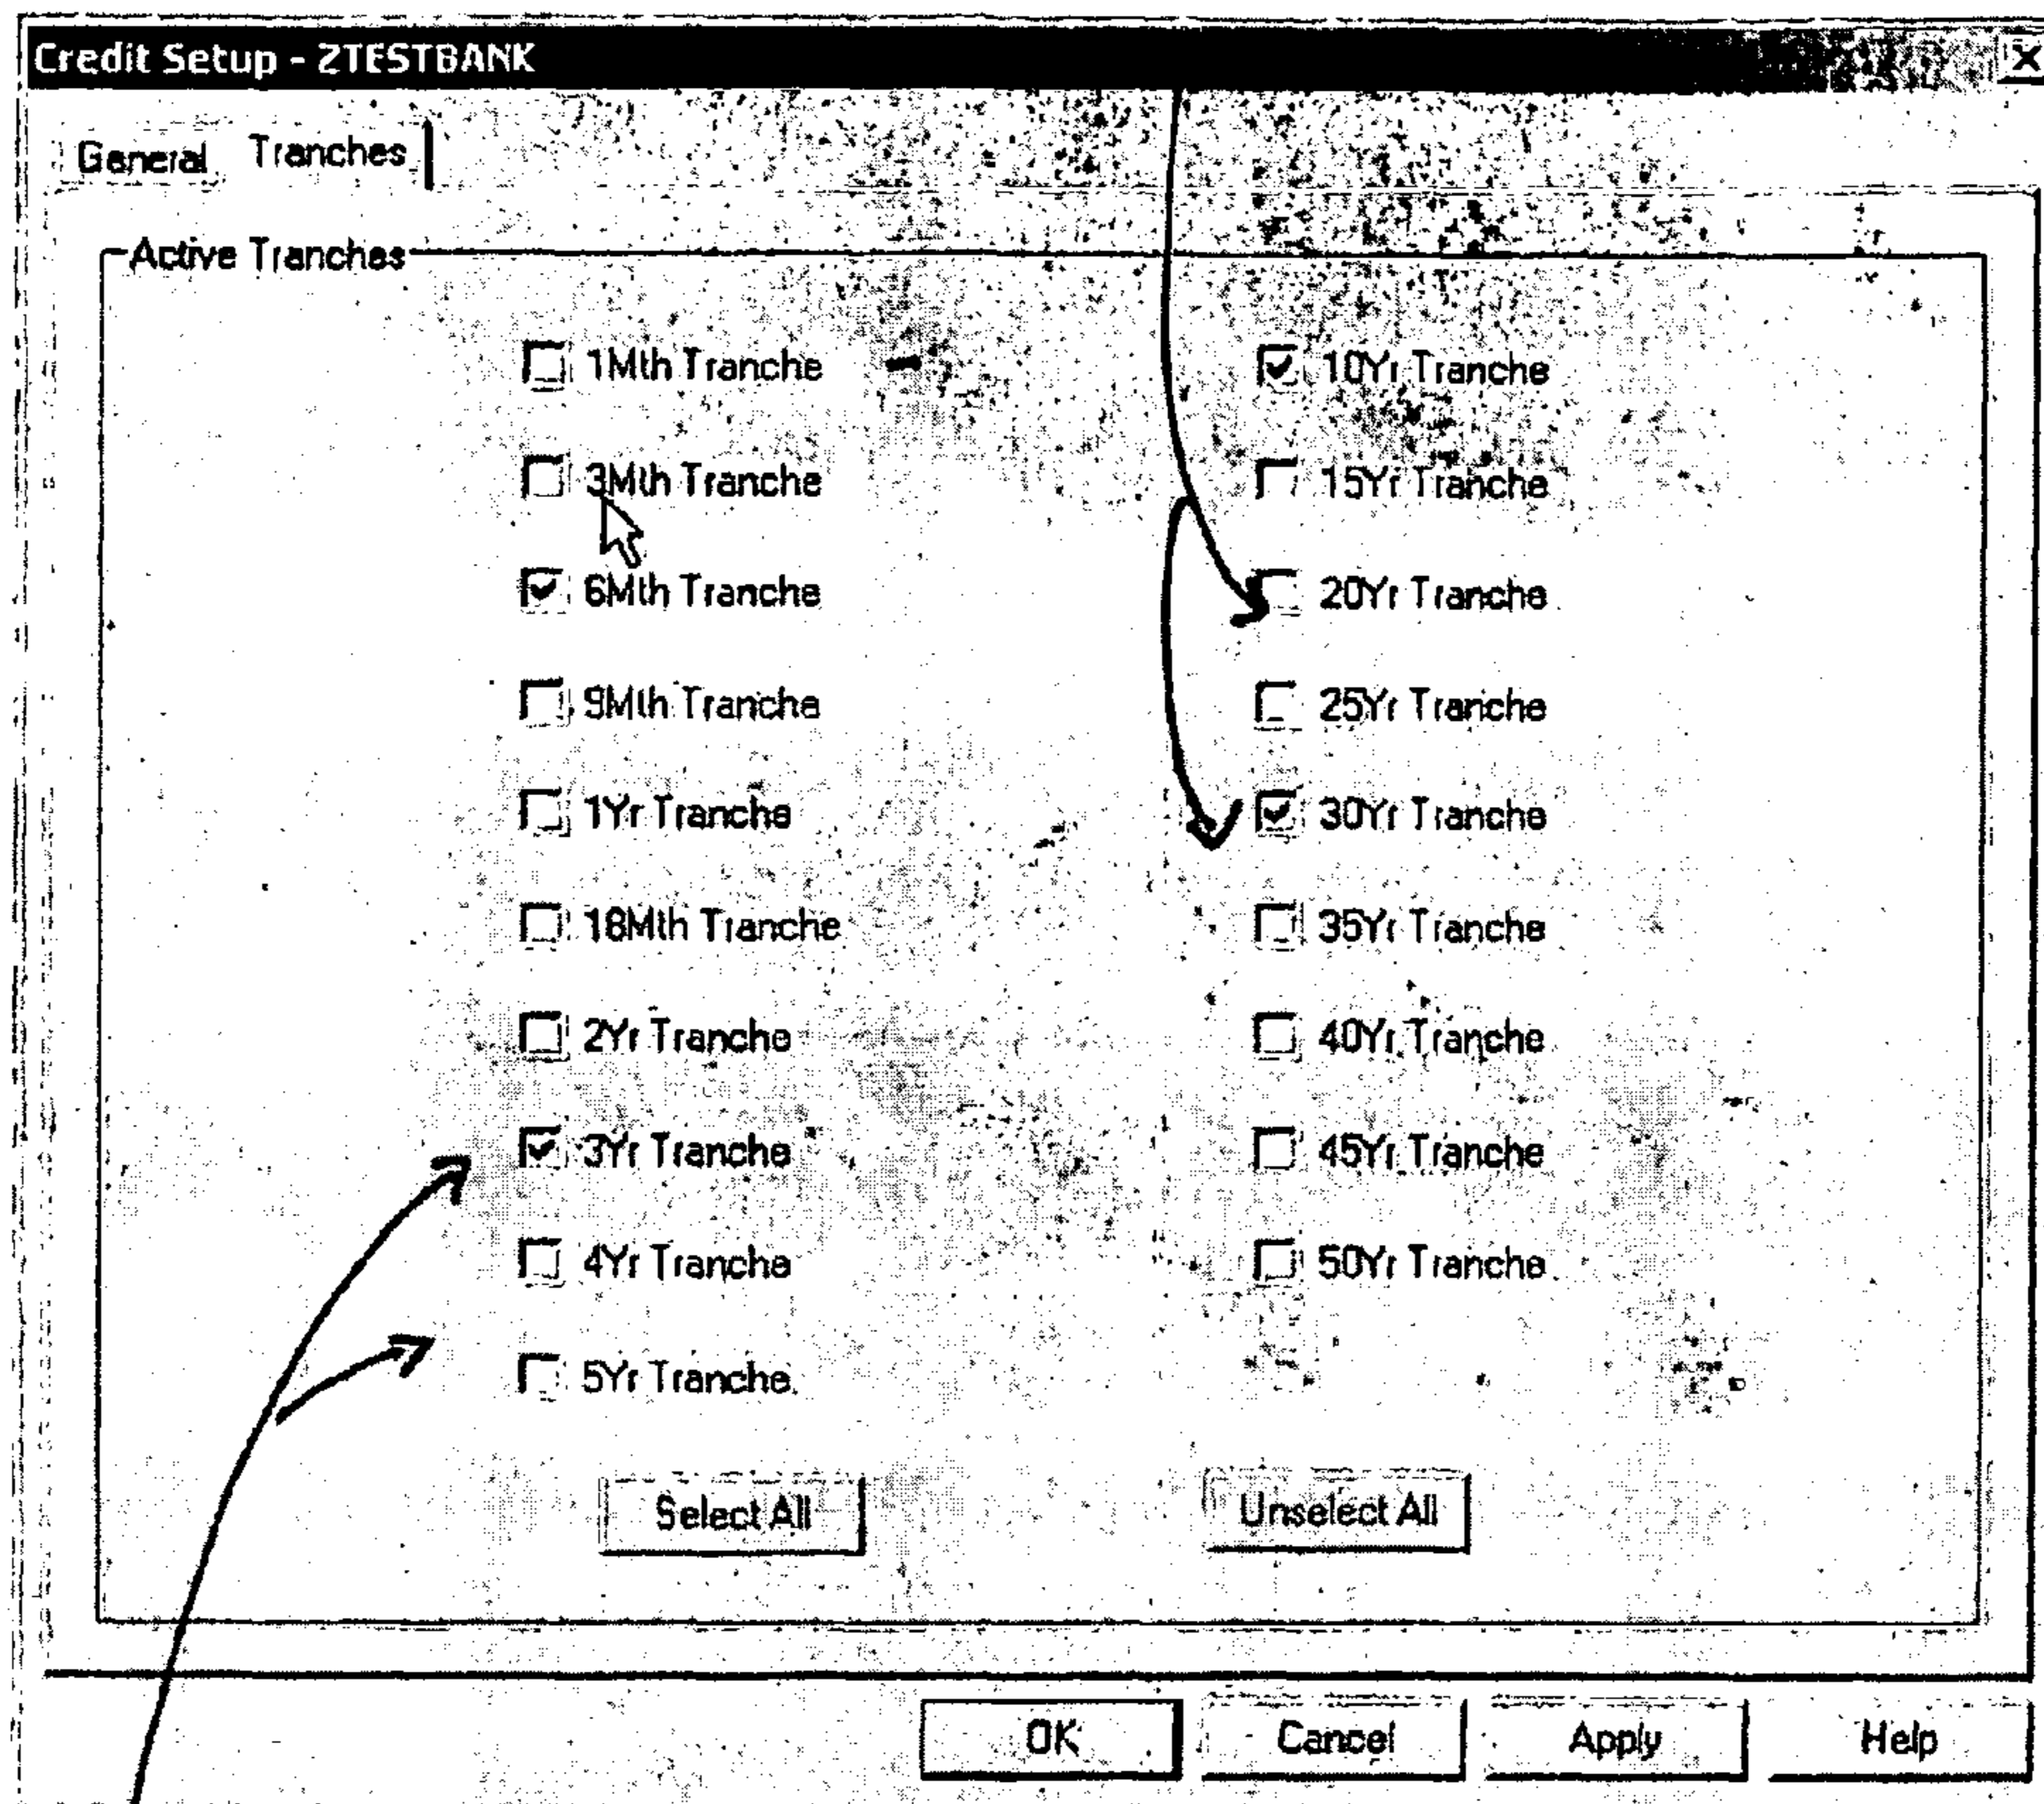 Credit Setup - ZTESTBANK
General Tranches
Active Tranches
1Mth Tranche
3Mth Tranche
6Mth Tranche
9Mth Tranche
1Yr Tranche
18Mth Tranche
2Yr Tranche
3Yr Tranche
4Yr Tranche
5Yr Tranche
10Yr Tranche
15Yr Tranche
20Yr Tranche
25Yr Tranche
30Yr Tranche
35Yr Tranche
40Yr Tranche
45Yr Tranche
50Yr Tranche
Select All
Unselect All
OK Cancel Apply Help